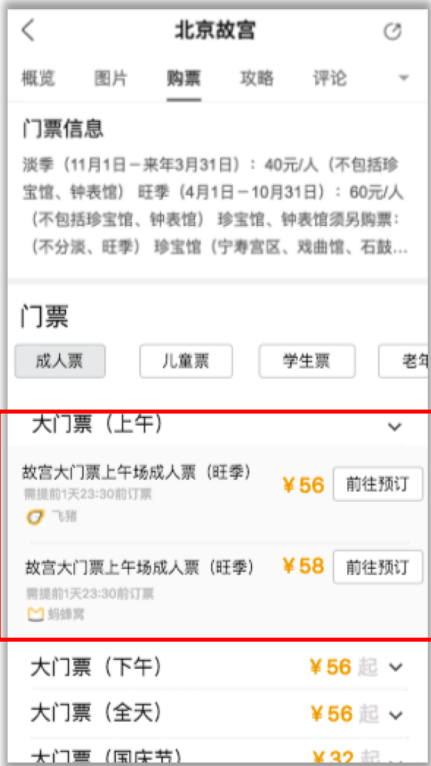 北京故宫
概览 图片 购票 攻略 评论
门票信息
淡季（11月1日－来年3月31日）：40元/人（不包括珍
宝馆、钟表馆） 旺季（4月1日－10月31日）：60元/人
（不包括珍宝馆、钟表馆） 珍宝馆、钟表馆须另购票：
（不分淡、旺季） 珍宝馆（宁寿宫区、戏曲馆、石鼓...
门票
成人票 儿童票 学生票 老年
大门票（上午）
故宫大门票上午场成人票（旺季） ¥56 前往预订
需提前1天23:30前订票
飞猪
故宫大门票上午场成人票（旺季） ¥58 前往预订
需提前1天23:30前订票
蚂蜂窝
大门票（下午） ¥56 起
大门票（全天） ¥56 起
大门票（国庆节） ¥32 起